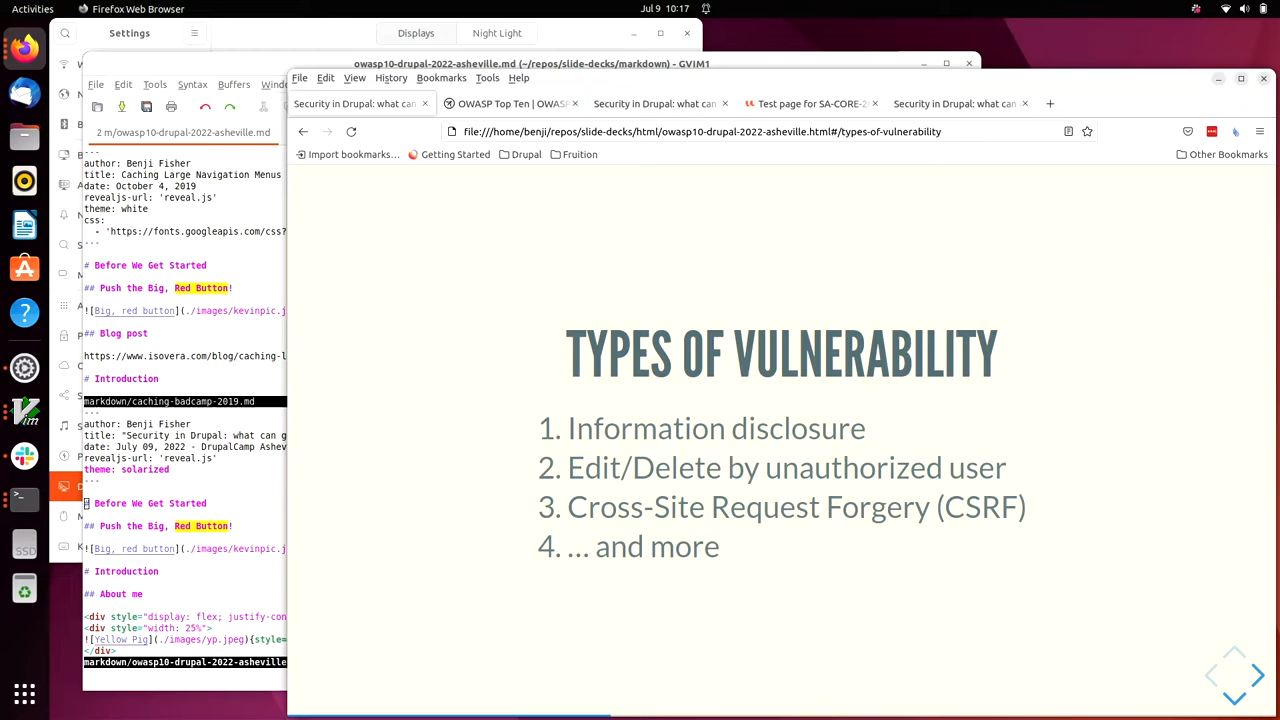 Activities
Firefox Web Browser
Jul 9 10:17
Settings
Displays
Night Light
owasp10-drupal-2022-asheville.md (~/repos/slide-decks/markdown) - GVIM1
File Edit Tools Syntax Buffers
2 m/owasp10-drupal-2022-asheville.md
---
author: Benji Fisher
title: Caching Large Navigation Menus
date: October 4, 2019
revealjs-url: 'reveal.js'
theme: white
css:
- 'https://fonts.googleapis.com/css?
---
# Before We Get Started
## Push the Big, Red Button!
![Big, red button](./images/kevinpic.j
## Blog post
https://www.isovera.com/blog/caching-l
# Introduction
markdown/caching-badcamp-2019.md
---
author: Benji Fisher
title: "Security in Drupal: what can g
date: July 09, 2022 - DrupalCamp Ashev
revealjs-url: 'reveal.js'
theme: solarized
---
# Before We Get Started
## Push the Big, Red Button!
![Big, red button](./images/kevinpic.j
# Introduction
## About me
<div style="display: flex; justify-con
<div style="width: 25%">
![Yellow Pig](./images/yp.jpeg){style=
</div>
markdown/owasp10-drupal-2022-asheville
File Edit View History Bookmarks Tools Help
Security in Drupal: what can
OWASP Top Ten | OWASP
Security in Drupal: what can
Test page for SA-CORE-2
Security in Drupal: what can
file:///home/benji/repos/slide-decks/html/owasp10-drupal-2022-asheville.html#/types-of-vulnerability
Import bookmarks...
Getting Started
Drupal
Fruition
Other Bookmarks
TYPES OF VULNERABILITY
1. Information disclosure
2. Edit/Delete by unauthorized user
3. Cross-Site Request Forgery (CSRF)
4. ... and more
SSD